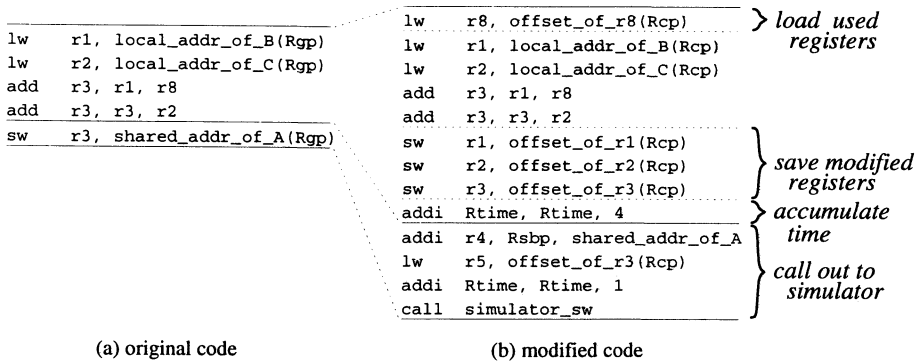 lw r1, local_addr_of_B(Rgp)
lw r2, local_addr_of_C(Rgp)
add r3, r1, r8
add r3, r3, r2
sw r3, shared_addr_of_A(Rgp)
(a) original code
lw r8, offset_of_r8(Rcp)
lw r1, local_addr_of_B(Rcp)
lw r2, local_addr_of_C(Rcp)
add r3, r1, r8
add r3, r3, r2
sw r1, offset_of_r1(Rcp)
sw r2, offset_of_r2(Rcp)
sw r3, offset_of_r3(Rcp)
addi Rtime, Rtime, 4
addi r4, Rsbp, shared_addr_of_A
lw r5, offset_of_r3(Rcp)
addi Rtime, Rtime, 1
call simulator_sw
(b) modified code
load used
registers
save modified
registers
accumulate
time
call out to
simulator